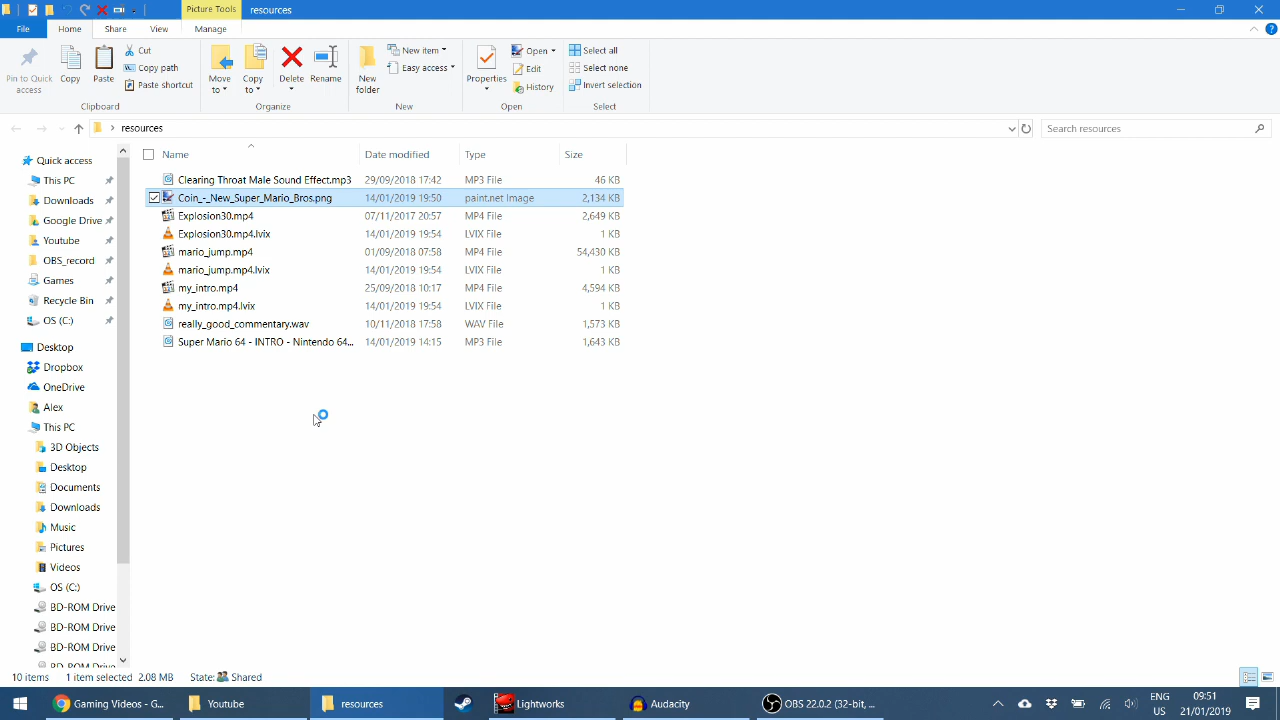 Picture Tools resources
File Home Share View Manage
Pin to Quick access
Copy
Paste
Cut
Copy path
Paste shortcut
Clipboard
Move to
Copy to
Delete
Rename
Organize
New folder
New item
Easy access
New
Properties
Open
Edit
History
Open
Select all
Select none
Invert selection
Select
resources
Search resources
Name Date modified Type Size
Clearing Throat Male Sound Effect.mp3 29/09/2018 17:42 MP3 File 46 KB
Coin_-_New_Super_Mario_Bros.png 14/01/2019 19:50 paint.net Image 2,134 KB
Explosion30.mp4 07/11/2017 20:57 MP4 File 2,649 KB
Explosion30.mp4.lvix 14/01/2019 19:54 LVIX File 1 KB
mario_jump.mp4 01/09/2018 07:58 MP4 File 54,430 KB
mario_jump.mp4.lvix 14/01/2019 19:54 LVIX File 1 KB
my_intro.mp4 25/09/2018 10:17 MP4 File 4,594 KB
my_intro.mp4.lvix 14/01/2019 19:54 LVIX File 1 KB
really_good_commentary.wav 10/11/2018 17:58 WAV File 1,573 KB
Super Mario 64 - INTRO - Nintendo 64... 14/01/2019 14:15 MP3 File 1,643 KB
Quick access
This PC
Downloads
Google Drive
Youtube
OBS_record
Games
Recycle Bin
OS (C:)
Desktop
Dropbox
OneDrive
Alex
This PC
3D Objects
Desktop
Documents
Downloads
Music
Pictures
Videos
OS (C:)
BD-ROM Drive
BD-ROM Drive
BD-ROM Drive
BD-ROM Drive
10 items 1 item selected 2.08 MB State: Shared
Gaming Videos - G...
Youtube
resources
Lightworks
Audacity
OBS 22.0.2 (32-bit, ...
ENG
US
09:51
21/01/2019